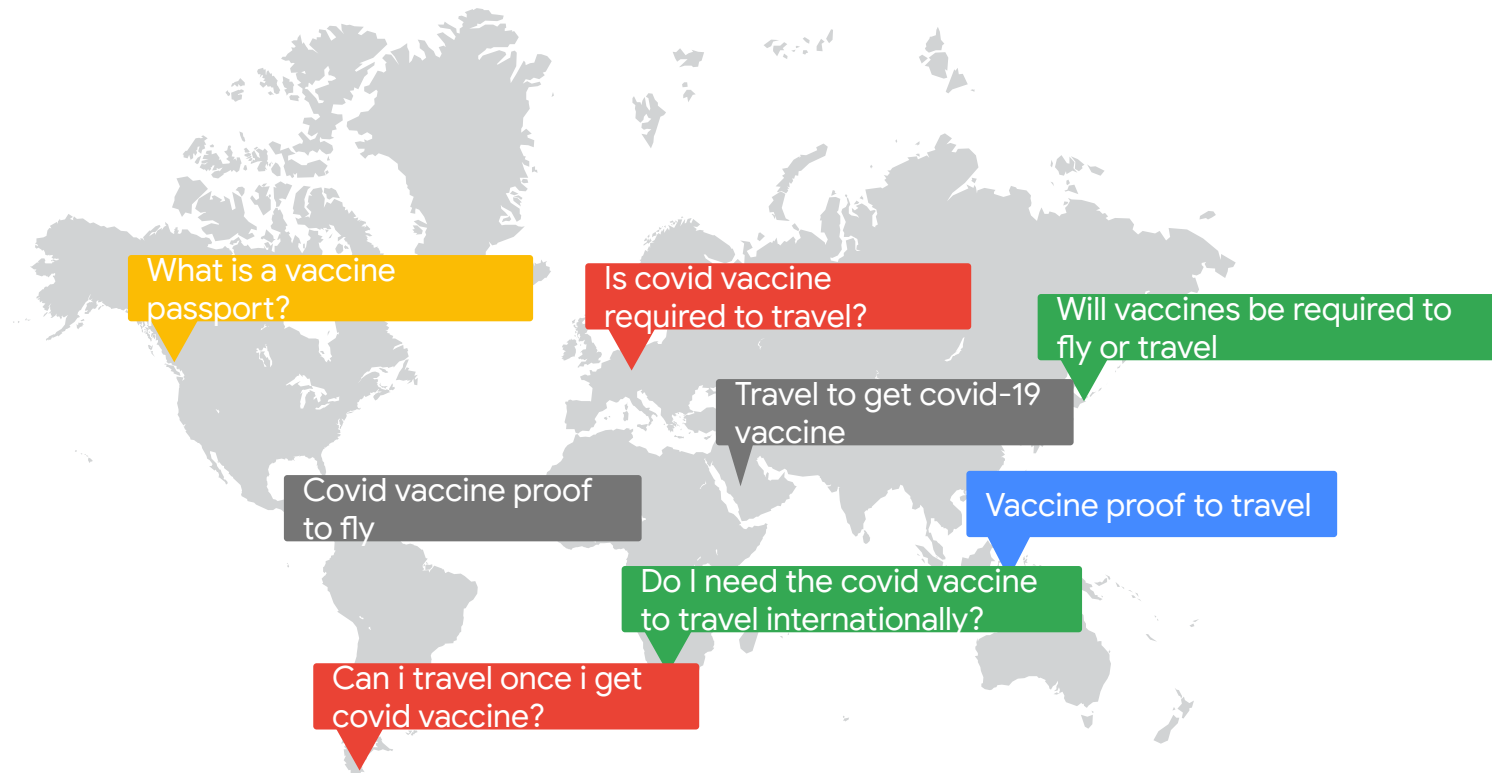 What is a vaccine
passport?
Is covid vaccine
required to travel?
Will vaccines be required to
fly or travel
Travel to get covid-19
vaccine
Covid vaccine proof
to fly
Vaccine proof to travel
Do I need the covid vaccine
to travel internationally?
Can i travel once i get
covid vaccine?